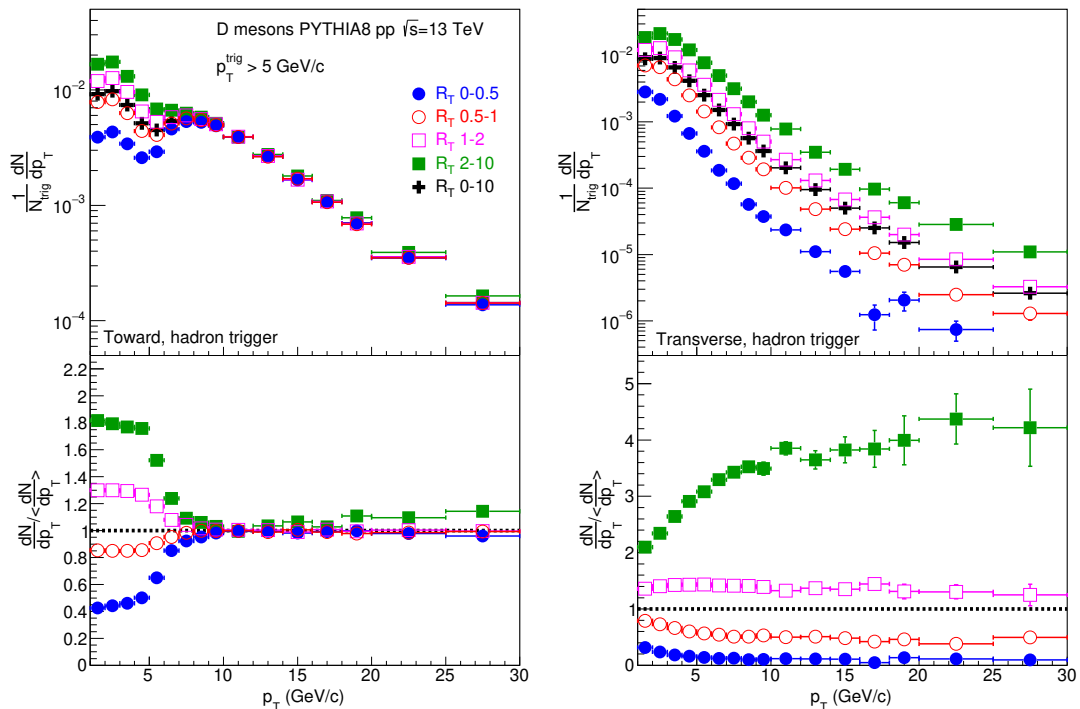 D mesons PYTHIA8 pp √s=13 TeV
p_T^trig > 5 GeV/c
R_T 0-0.5
R_T 0.5-1
R_T 1-2
R_T 2-10
R_T 0-10
1/N_trig dN/dp_T
10^-2
10^-3
10^-4
Toward, hadron trigger
dN/dp_T/<dN/dp_T>
2.2
2
1.8
1.6
1.4
1.2
1
0.8
0.6
0.4
0.2
0
5 10 15 20 25 30
p_T (GeV/c)
1/N_trig dN/dp_T
10^-2
10^-3
10^-4
10^-5
10^-6
Transverse, hadron trigger
dN/dp_T/<dN/dp_T>
5
4
3
2
1
0
5 10 15 20 25 30
p_T (GeV/c)